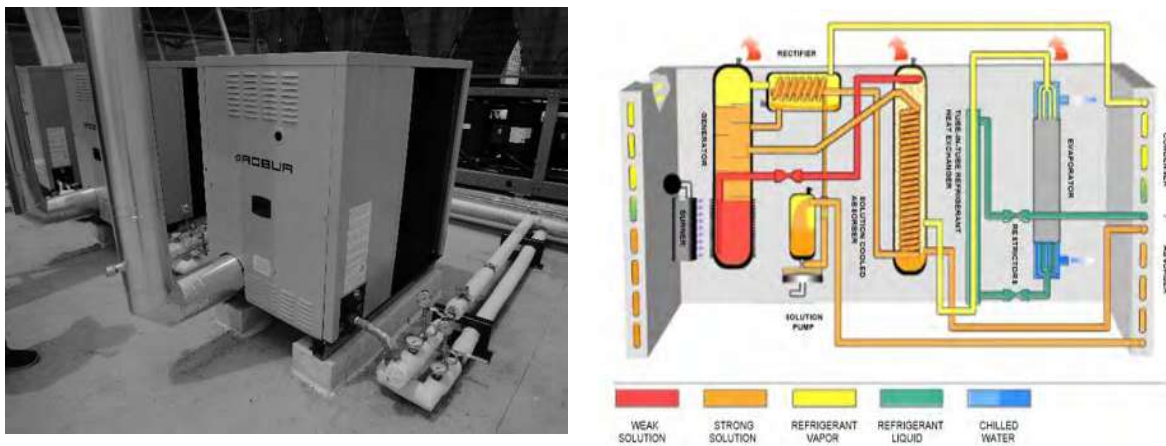 ROBUR
RECTIFIER
GENERATOR
BURNER
SOLUTION
PUMP
SOLUTION COOLED
ABSORBER
TUBE-IN-TUBE REFRIGERANT
HEAT EXCHANGER
RESTRICTORS
EVAPORATOR
WEAK
SOLUTION
STRONG
SOLUTION
REFRIGERANT
VAPOR
REFRIGERANT
LIQUID
CHILLED
WATER